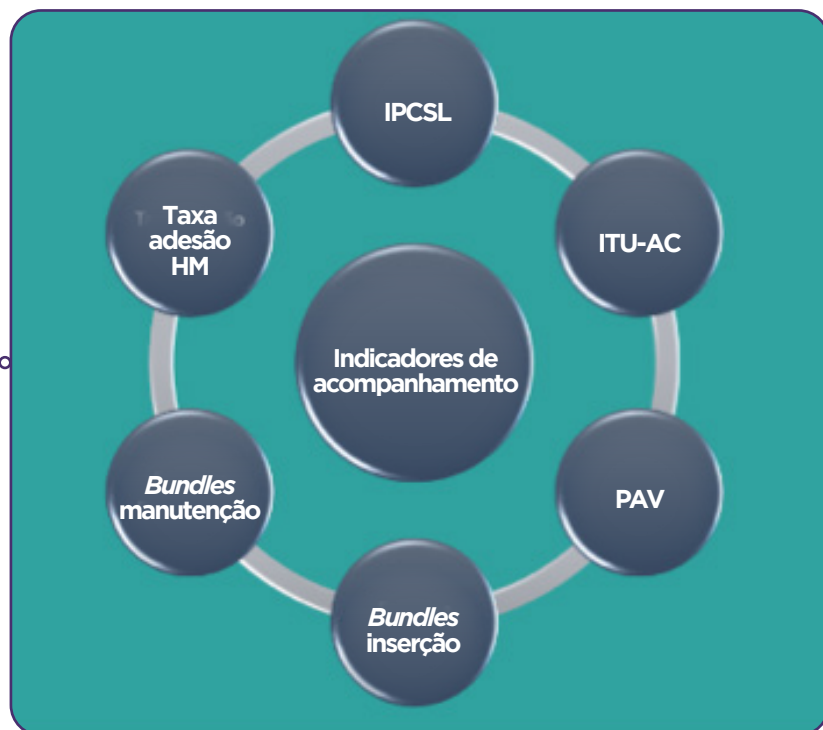 IPCSL
Taxa
adesão
HM
ITU-AC
Indicadores de
acompanhamento
Bundles
manutenção
PAV
Bundles
inserção